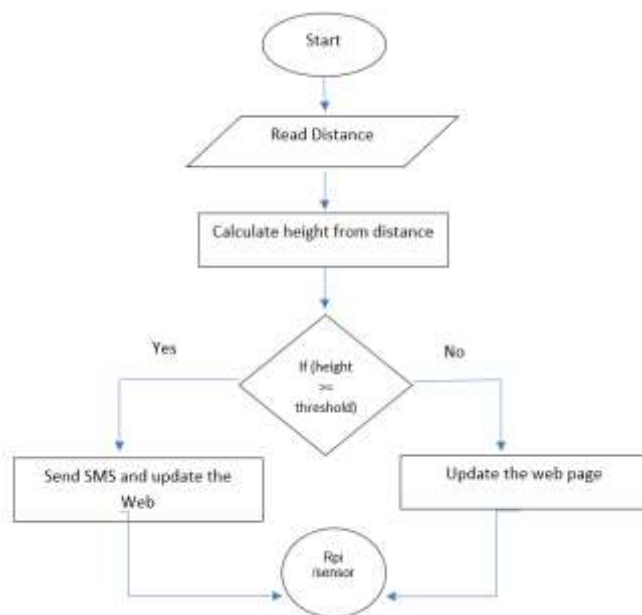 Start
Read Distance
Calculate height from distance
Yes
No
If (height
>=
threshold)
Send SMS and update the
Web
Update the web page
Rpi
/sensor